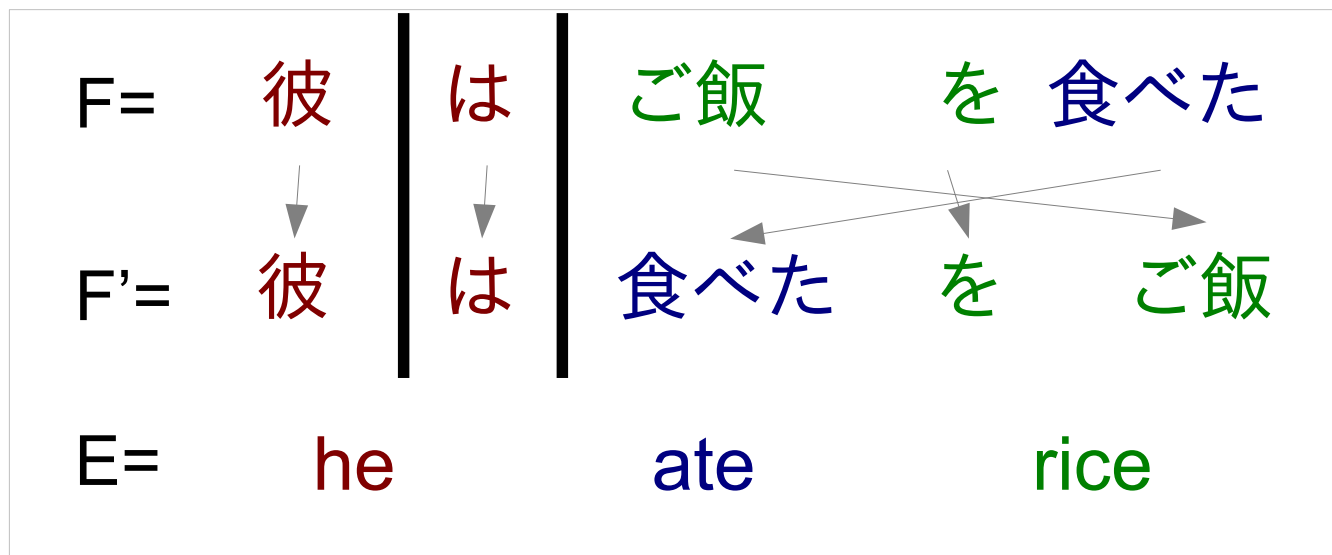 F= 彼 は ご飯 を 食べた
F’= 彼 は 食べた を ご飯
E= he ate rice